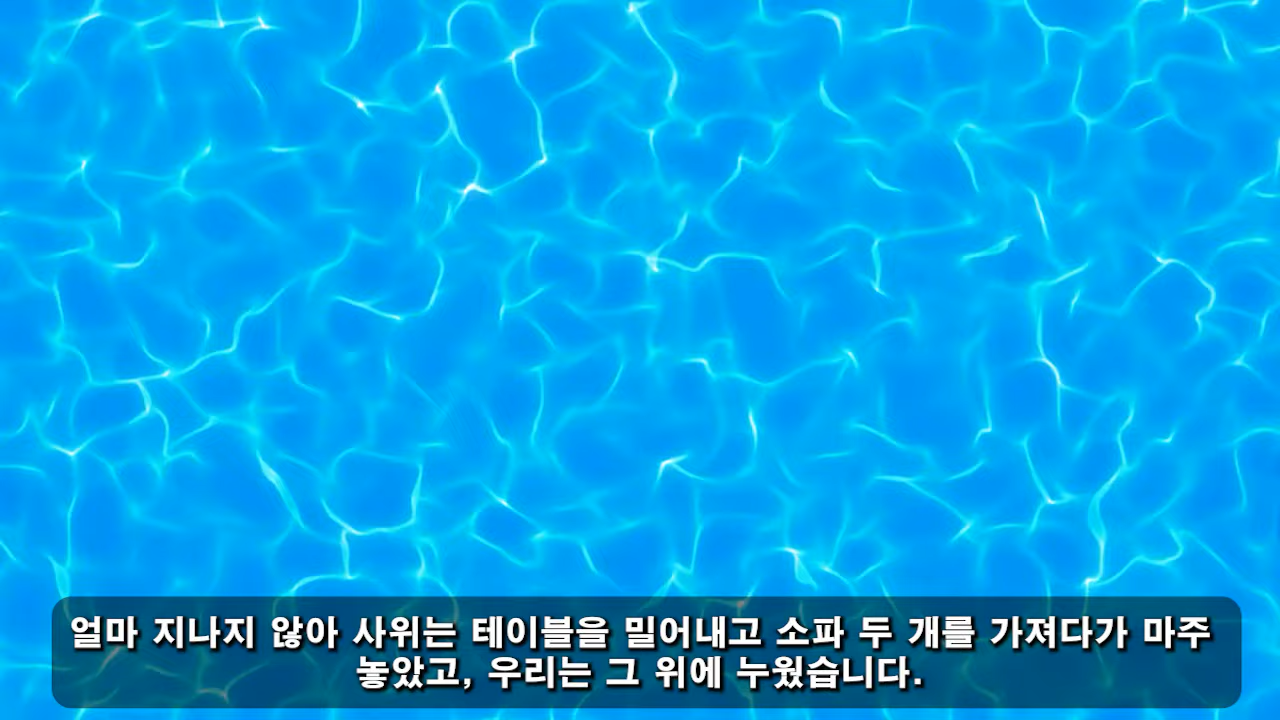 얼마 지나지 않아 사위는 테이블을 밀어내고 소파 두 개를 가져다가 마주
놓았고, 우리는 그 위에 누웠습니다.